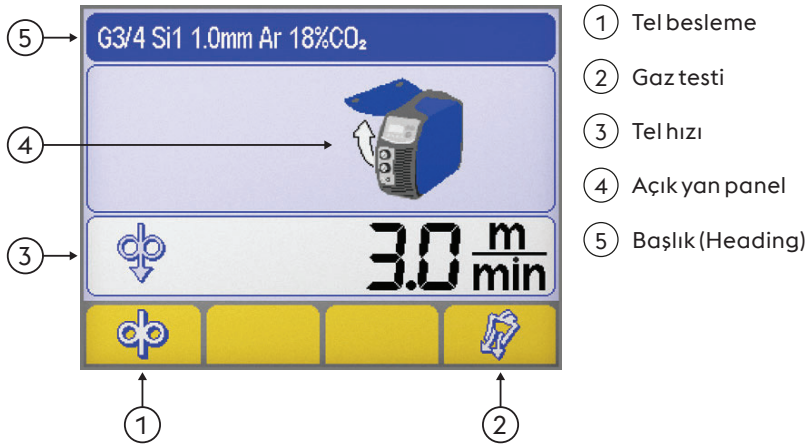 5
G3/4 Si1 1.0mm Ar 18%CO₂
4
3
3.0 m/min
1
2
1 Tel besleme
2 Gaz testi
3 Tel hızı
4 Açık yan panel
5 Başlık (Heading)